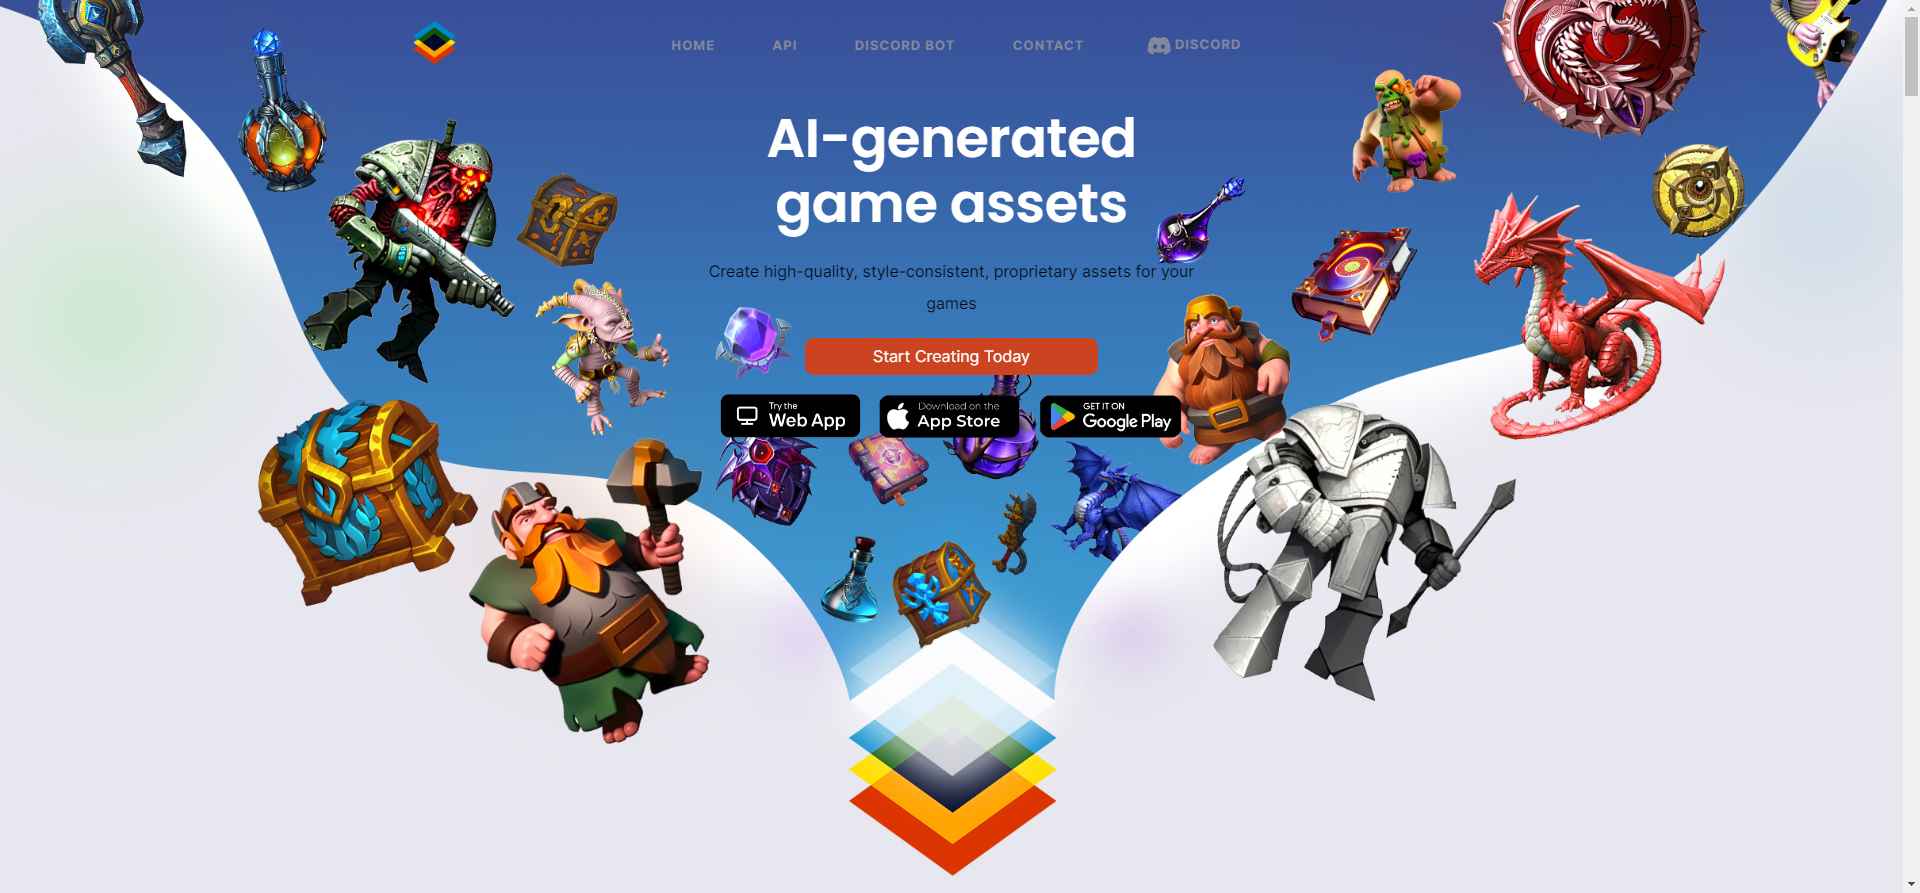 HOME API DISCORD BOT CONTACT DISCORD
AI-generated
game assets
Create high-quality, style-consistent, proprietary assets for your
games
Start Creating Today
Try the
Web App
Download on the
App Store
GET IT ON
Google Play